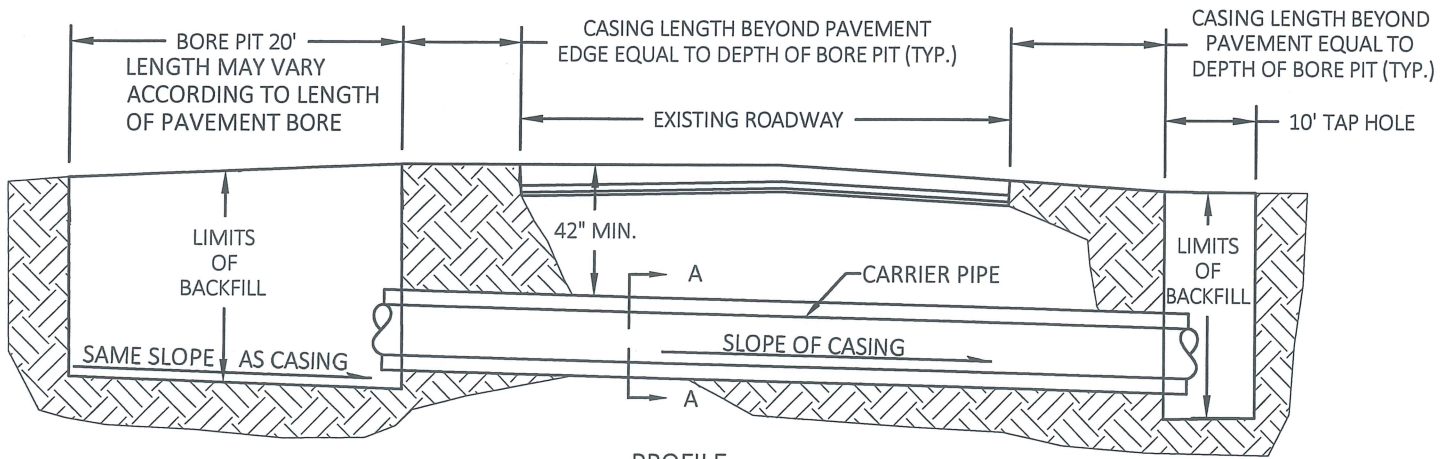 BORE PIT 20'
LENGTH MAY VARY
ACCORDING TO LENGTH
OF PAVEMENT BORE
CASING LENGTH BEYOND PAVEMENT
EDGE EQUAL TO DEPTH OF BORE PIT (TYP.)
CASING LENGTH BEYOND
PAVEMENT EQUAL TO
DEPTH OF BORE PIT (TYP.)
EXISTING ROADWAY
10' TAP HOLE
LIMITS
OF
BACKFILL
42" MIN.
A
CARRIER PIPE
LIMITS
OF
BACKFILL
SAME SLOPE AS CASING
SLOPE OF CASING
A
PROFILE